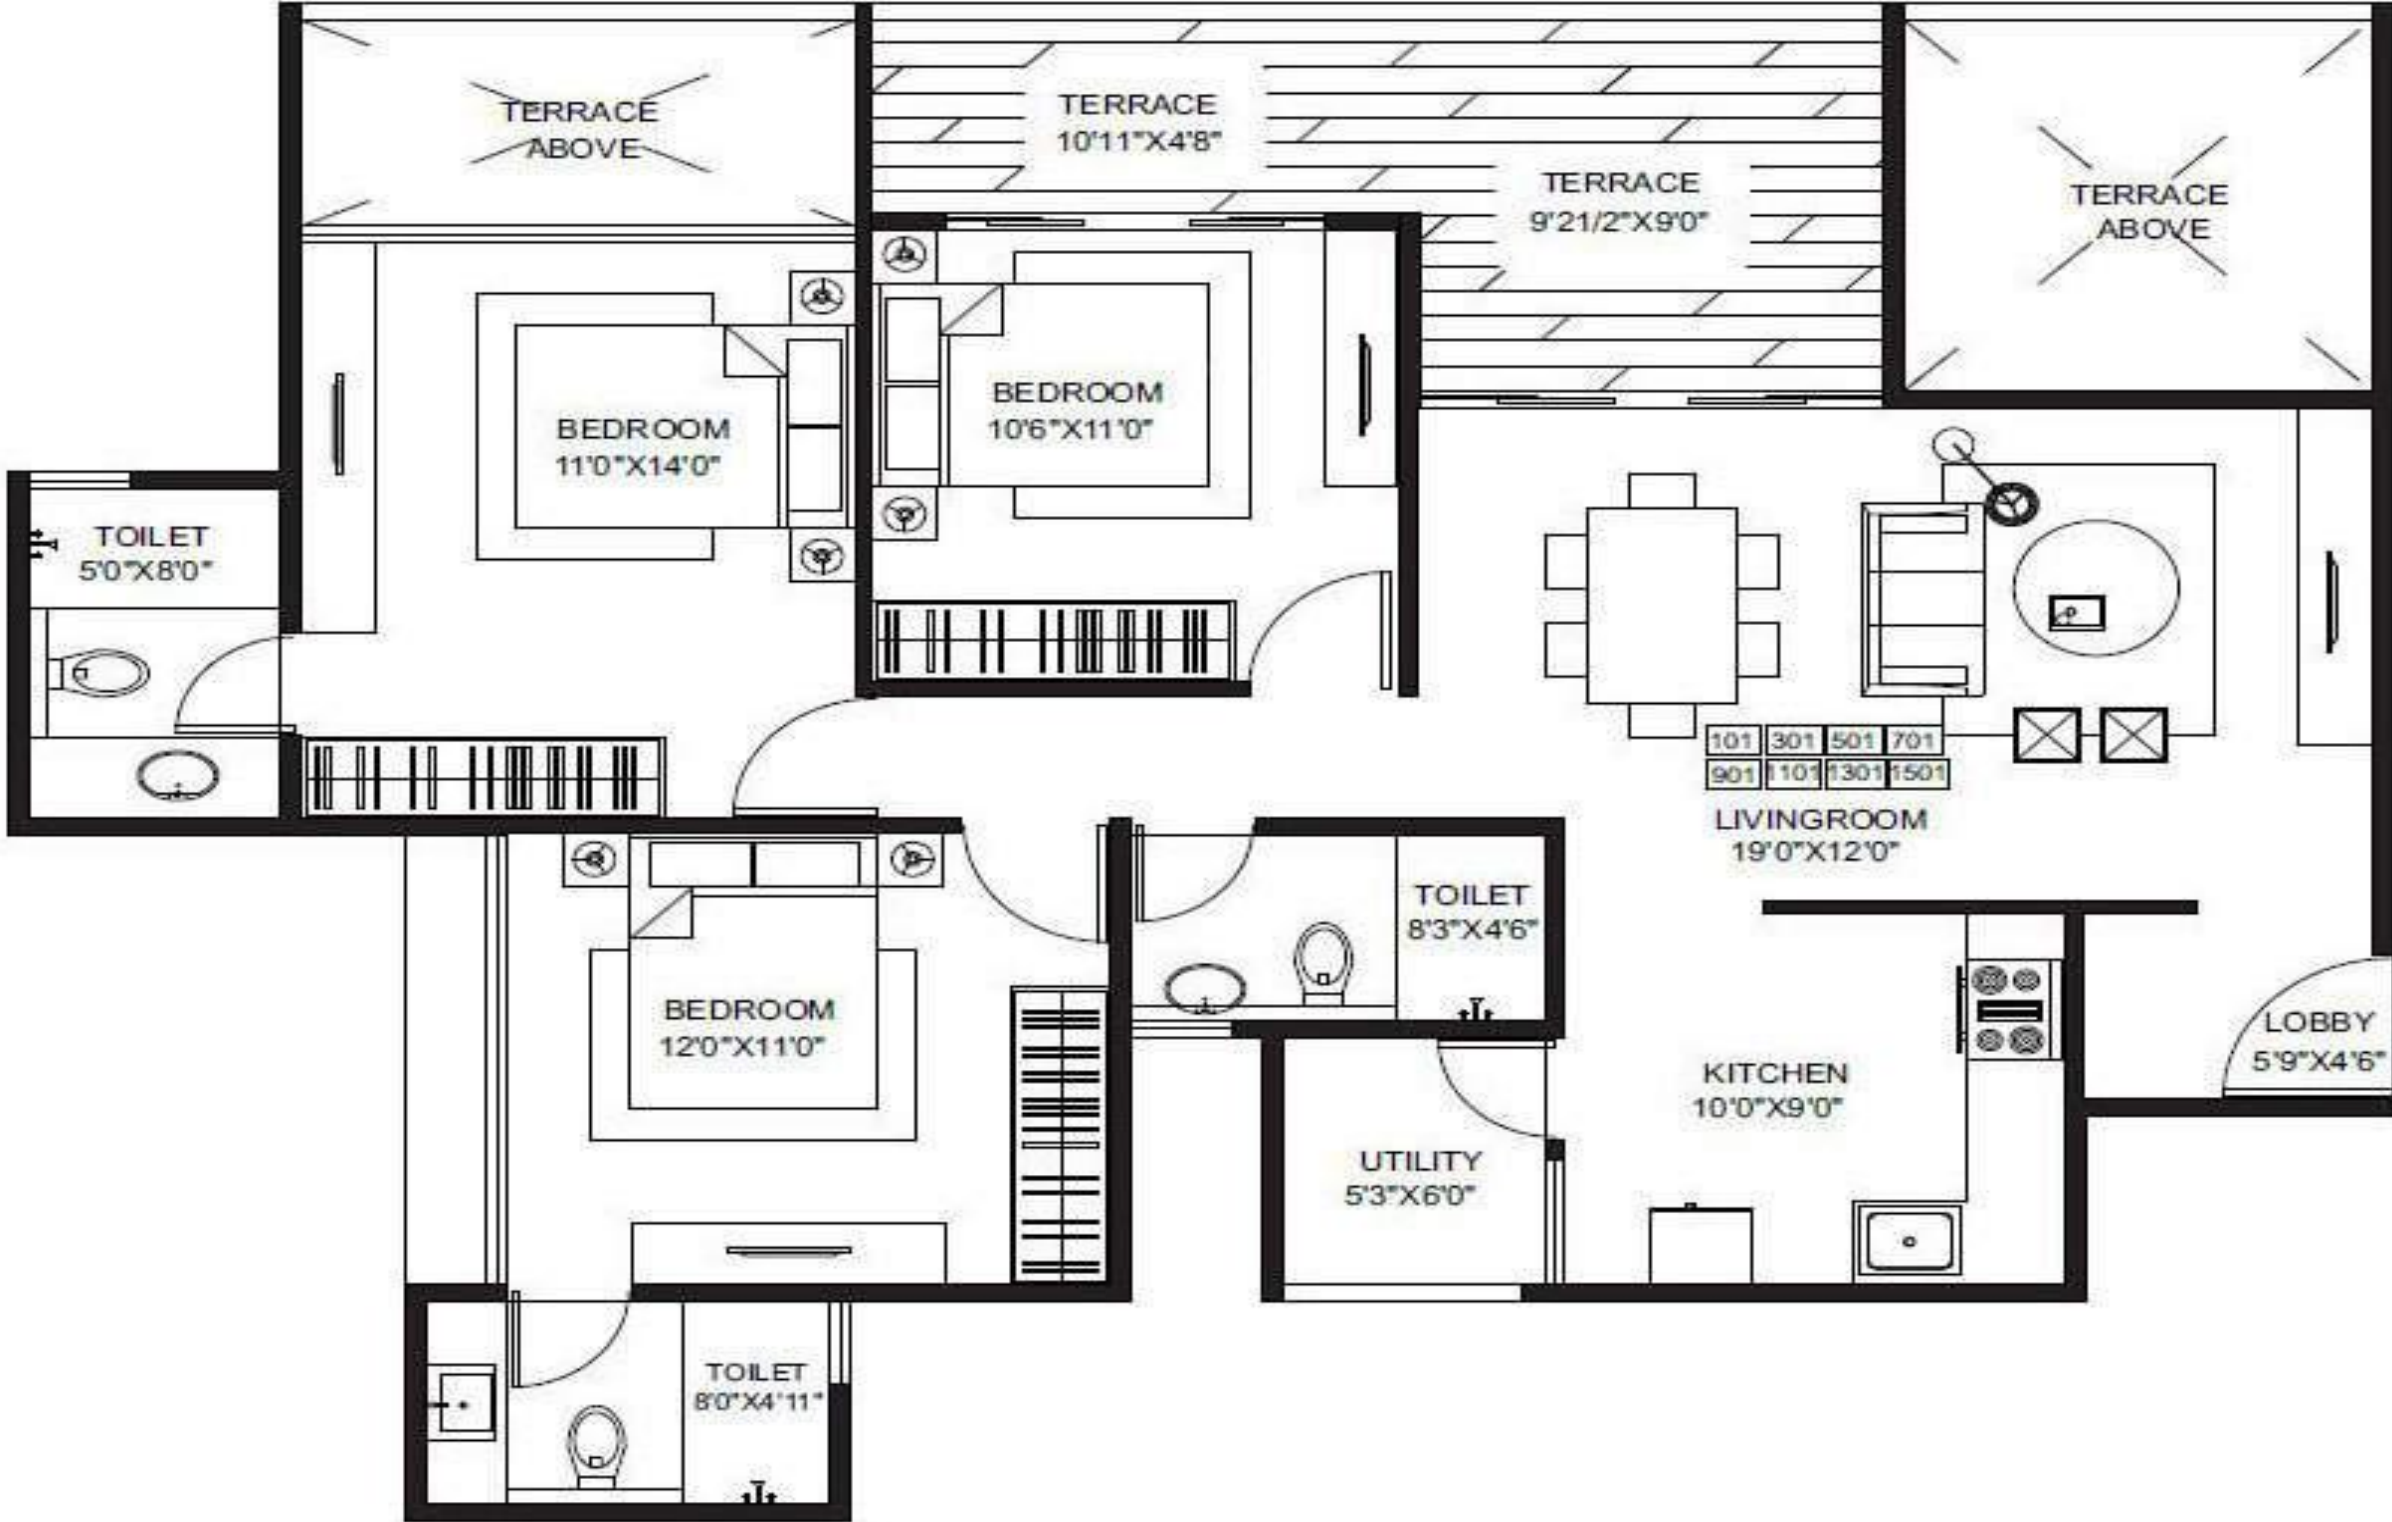 TERRACE
ABOVE
TERRACE
10'11"X4'8"
TERRACE
9'21/2"X9'0"
TERRACE
ABOVE
BEDROOM
11'0"X14'0"
BEDROOM
10'6"X11'0"
TOILET
5'0"X8'0"
101 301 501 701
901 1101 1301 1501
LIVINGROOM
19'0"X12'0"
TOILET
8'3"X4'6"
BEDROOM
12'0"X11'0"
LOBBY
5'9"X4'6"
KITCHEN
10'0"X9'0"
UTILITY
5'3"X6'0"
TOILET
8'0"X4'11"